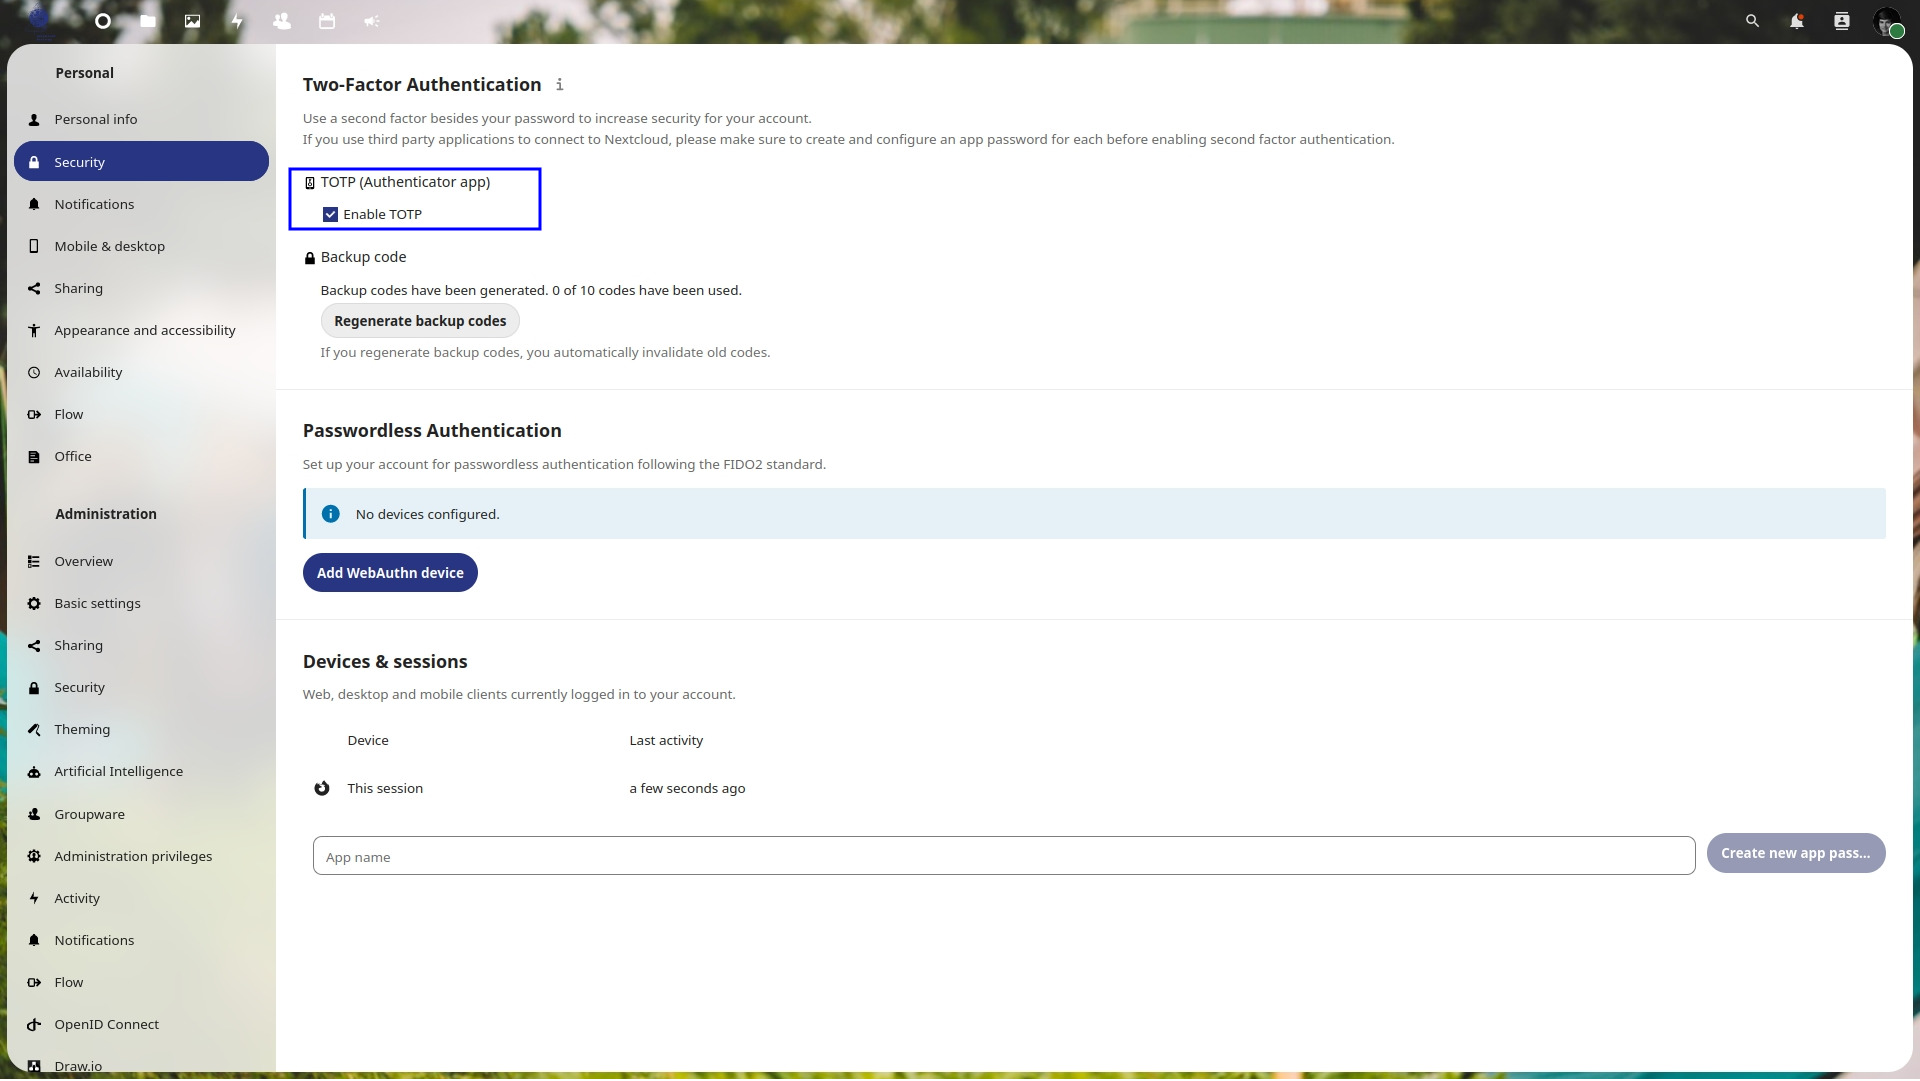 Personal
Personal info
Security
Notifications
Mobile & desktop
Sharing
Appearance and accessibility
Availability
Flow
Office
Administration
Overview
Basic settings
Sharing
Security
Theming
Artificial Intelligence
Groupware
Administration privileges
Activity
Notifications
Flow
OpenID Connect
Draw.io
Two-Factor Authentication
Use a second factor besides your password to increase security for your account.
If you use third party applications to connect to Nextcloud, please make sure to create and configure an app password for each before enabling second factor authentication.
TOTP (Authenticator app)
Enable TOTP
Backup code
Backup codes have been generated. 0 of 10 codes have been used.
Regenerate backup codes
If you regenerate backup codes, you automatically invalidate old codes.
Passwordless Authentication
Set up your account for passwordless authentication following the FIDO2 standard.
No devices configured.
Add WebAuthn device
Devices & sessions
Web, desktop and mobile clients currently logged in to your account.
Device Last activity
This session a few seconds ago
App name Create new app pass...